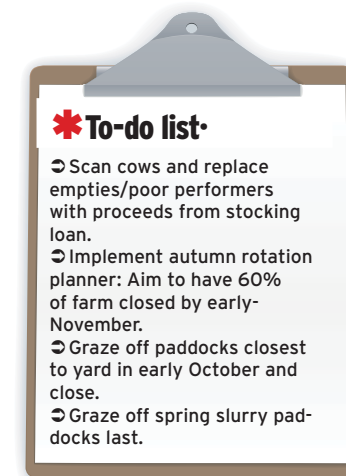 ✱To-do list·
➲ Scan cows and replace
empties/poor performers
with proceeds from stocking
loan.
➲ Implement autumn rotation
planner: Aim to have 60%
of farm closed by early-
November.
➲ Graze off paddocks closest
to yard in early October and
close.
➲ Graze off spring slurry pad-
docks last.